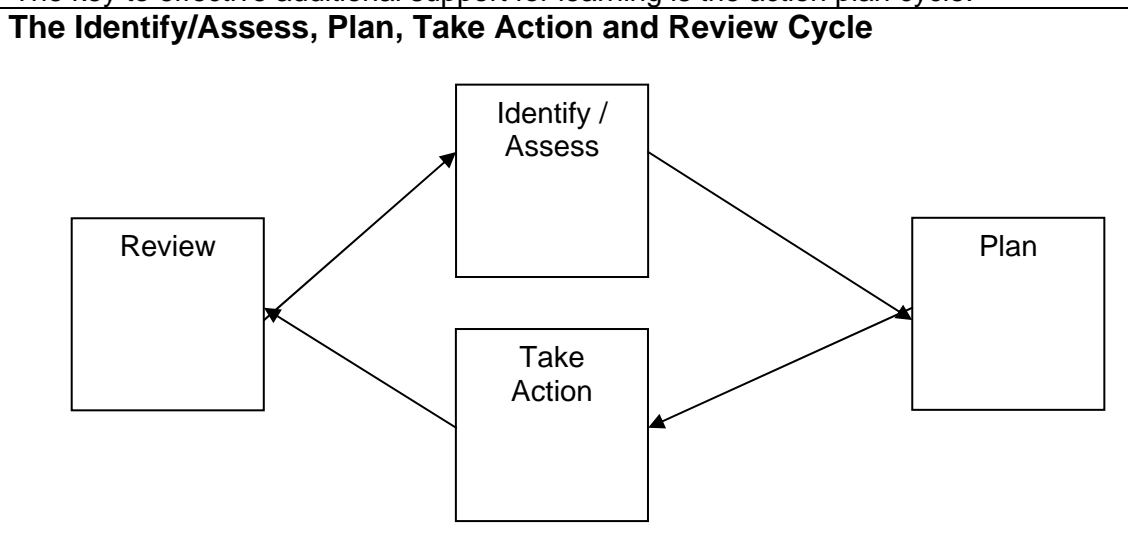 The key to effective additional support for learning is the action plan cycle.
The Identify/Assess, Plan, Take Action and Review Cycle
Identify /
Assess
Review
Plan
Take
Action